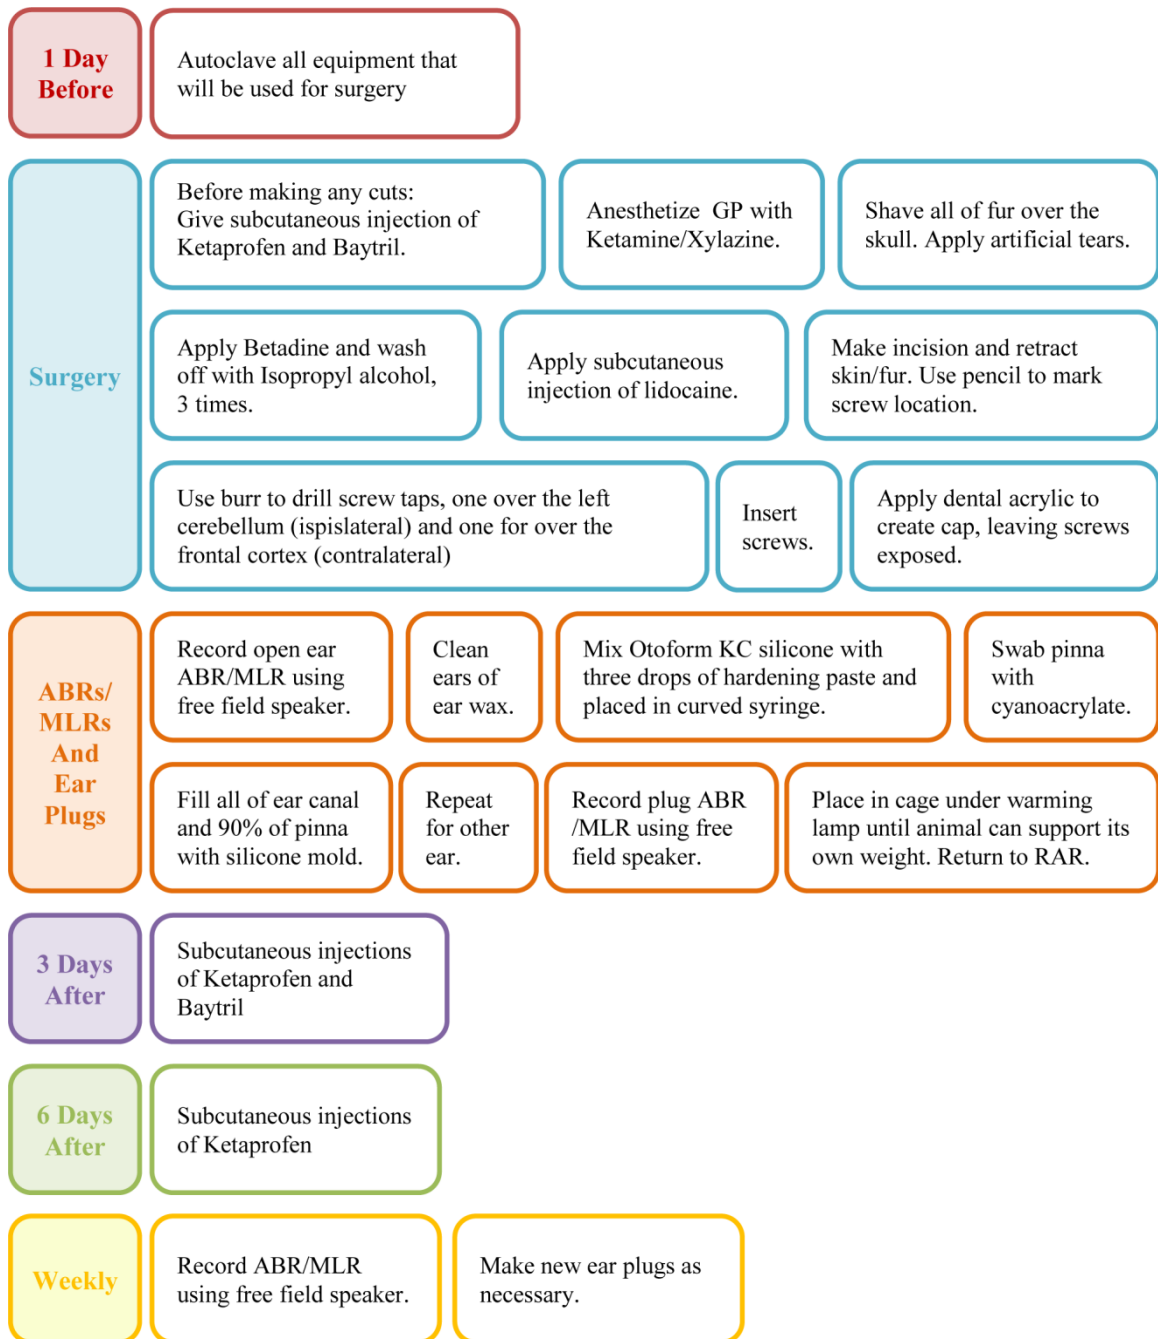 1 Day
Before
Autoclave all equipment that
will be used for surgery
Surgery
Before making any cuts:
Give subcutaneous injection of
Ketaprofen and Baytril.
Anesthetize GP with
Ketamine/Xylazine.
Shave all of fur over the
skull. Apply artificial tears.
Apply Betadine and wash
off with Isopropyl alcohol,
3 times.
Apply subcutaneous
injection of lidocaine.
Make incision and retract
skin/fur. Use pencil to mark
screw location.
Use burr to drill screw taps, one over the left
cerebellum (ispislateral) and one for over the
frontal cortex (contralateral)
Insert
screws.
Apply dental acrylic to
create cap, leaving screws
exposed.
ABRs/
MLRs
And
Ear
Plugs
Record open ear
ABR/MLR using
free field speaker.
Clean
ears of
ear wax.
Mix Otoform KC silicone with
three drops of hardening paste and
placed in curved syringe.
Swab pinna
with
cyanoacrylate.
Fill all of ear canal
and 90% of pinna
with silicone mold.
Repeat
for other
ear.
Record plug ABR
/MLR using free
field speaker.
Place in cage under warming
lamp until animal can support its
own weight. Return to RAR.
3 Days
After
Subcutaneous injections
of Ketaprofen and
Baytril
6 Days
After
Subcutaneous injections
of Ketaprofen
Weekly
Record ABR/MLR
using free field speaker.
Make new ear plugs as
necessary.